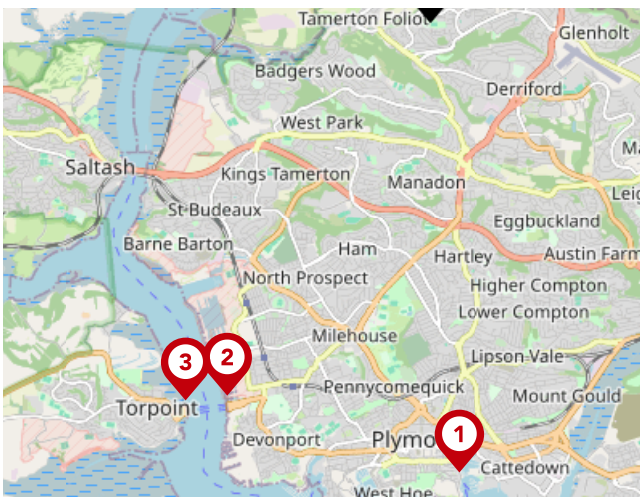 Tamerton Foliot
Glenholt
Badgers Wood
Derriford
West Park
Saltash
Kings Tamerton
Manadon
St Budeaux
Eggbuckland
Barne Barton
Ham
Hartley
Austin Farm
North Prospect
Higher Compton
Lower Compton
Milehouse
Lipson Vale
3
2
Pennycomequick
Mount Gould
Torpoint
1
Devonport
Plymo
Cattedown
West Hoe